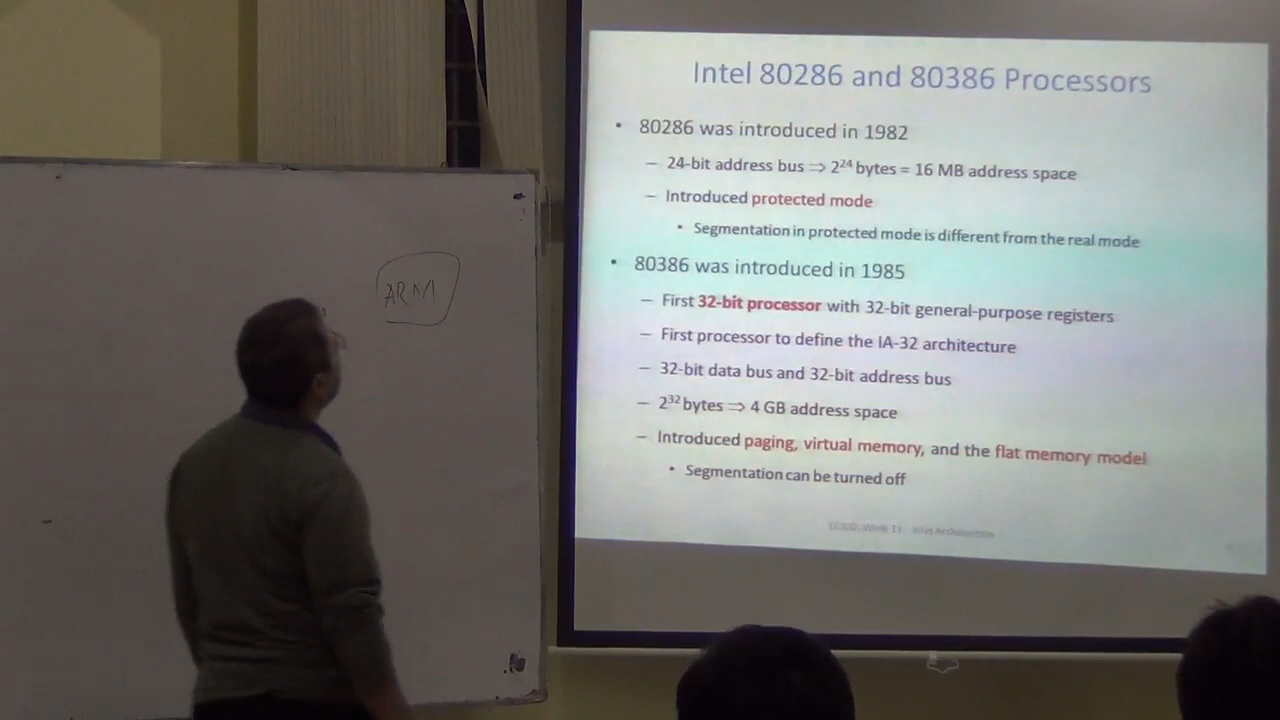 ARM
Intel 80286 and 80386 Processors
• 80286 was introduced in 1982
– 24-bit address bus ⇒ 2²⁴ bytes = 16 MB address space
– Introduced protected mode
• Segmentation in protected mode is different from the real mode
• 80386 was introduced in 1985
– First 32-bit processor with 32-bit general-purpose registers
– First processor to define the IA-32 architecture
– 32-bit data bus and 32-bit address bus
– 2³² bytes ⇒ 4 GB address space
– Introduced paging, virtual memory, and the flat memory model
• Segmentation can be turned off
Intel Architecture